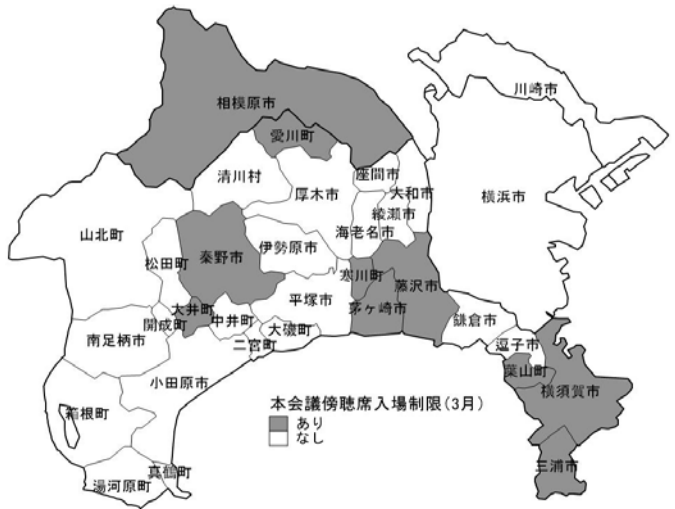 川崎市
相模原市
愛川町
清川村
座間市
厚木市
大和市
横浜市
綾瀬市
山北町
海老名市
伊勢原市
秦野市
松田町
寒川町
藤沢市
平塚市
大井町
茅ヶ崎市
開成町
中井町
鎌倉市
大磯町
南足柄市
二宮町
逗子市
葉山町
小田原市
横須賀市
本会議傍聴席入場制限(3月)
あり
なし
箱根町
三浦市
真鶴町
湯河原町